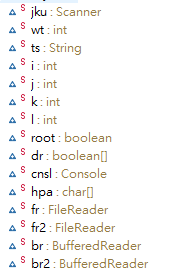 S jku : Scanner
S wt : int
S ts : String
S i : int
S j : int
S k : int
S l : int
S root : boolean
S dr : boolean[]
S cnsl : Console
S hpa : char[]
S fr : FileReader
S fr2 : FileReader
S br : BufferedReader
S br2 : BufferedReader